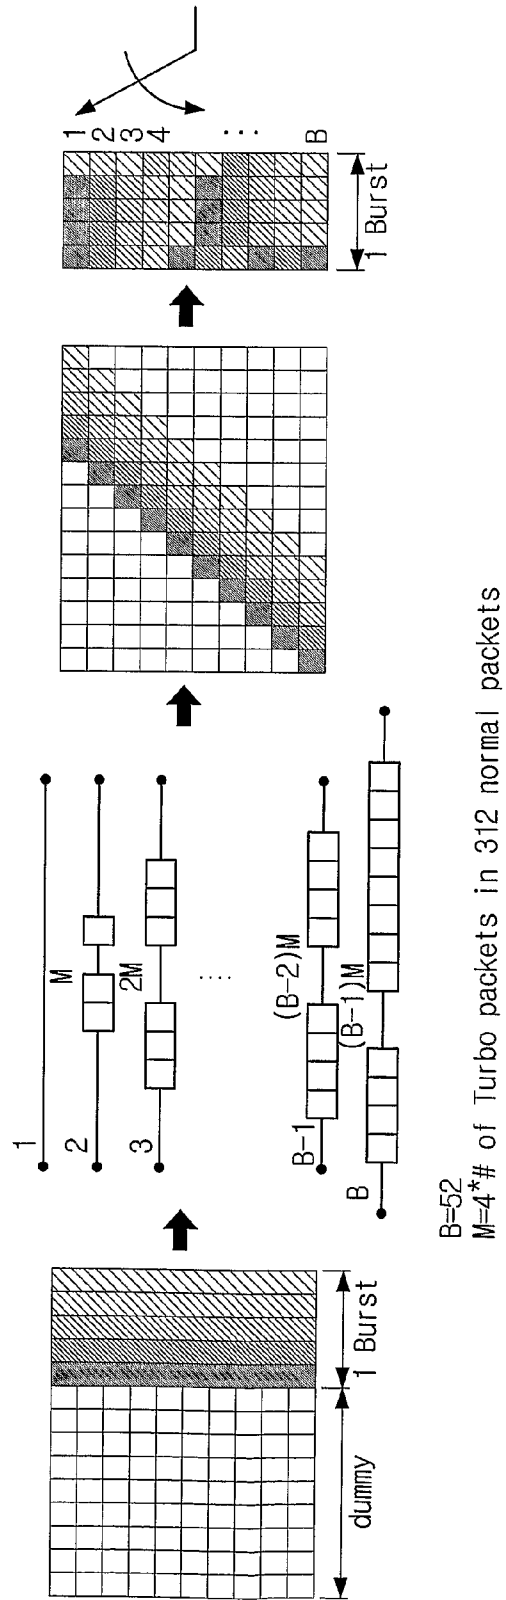 dummy
1 Burst
1
2
M
3
2M
....
B-1
(B-2)M
B
(B-1)M
1
2
3
4
...
B
1 Burst
B=52
M=4*# of Turbo packets in 312 normal packets